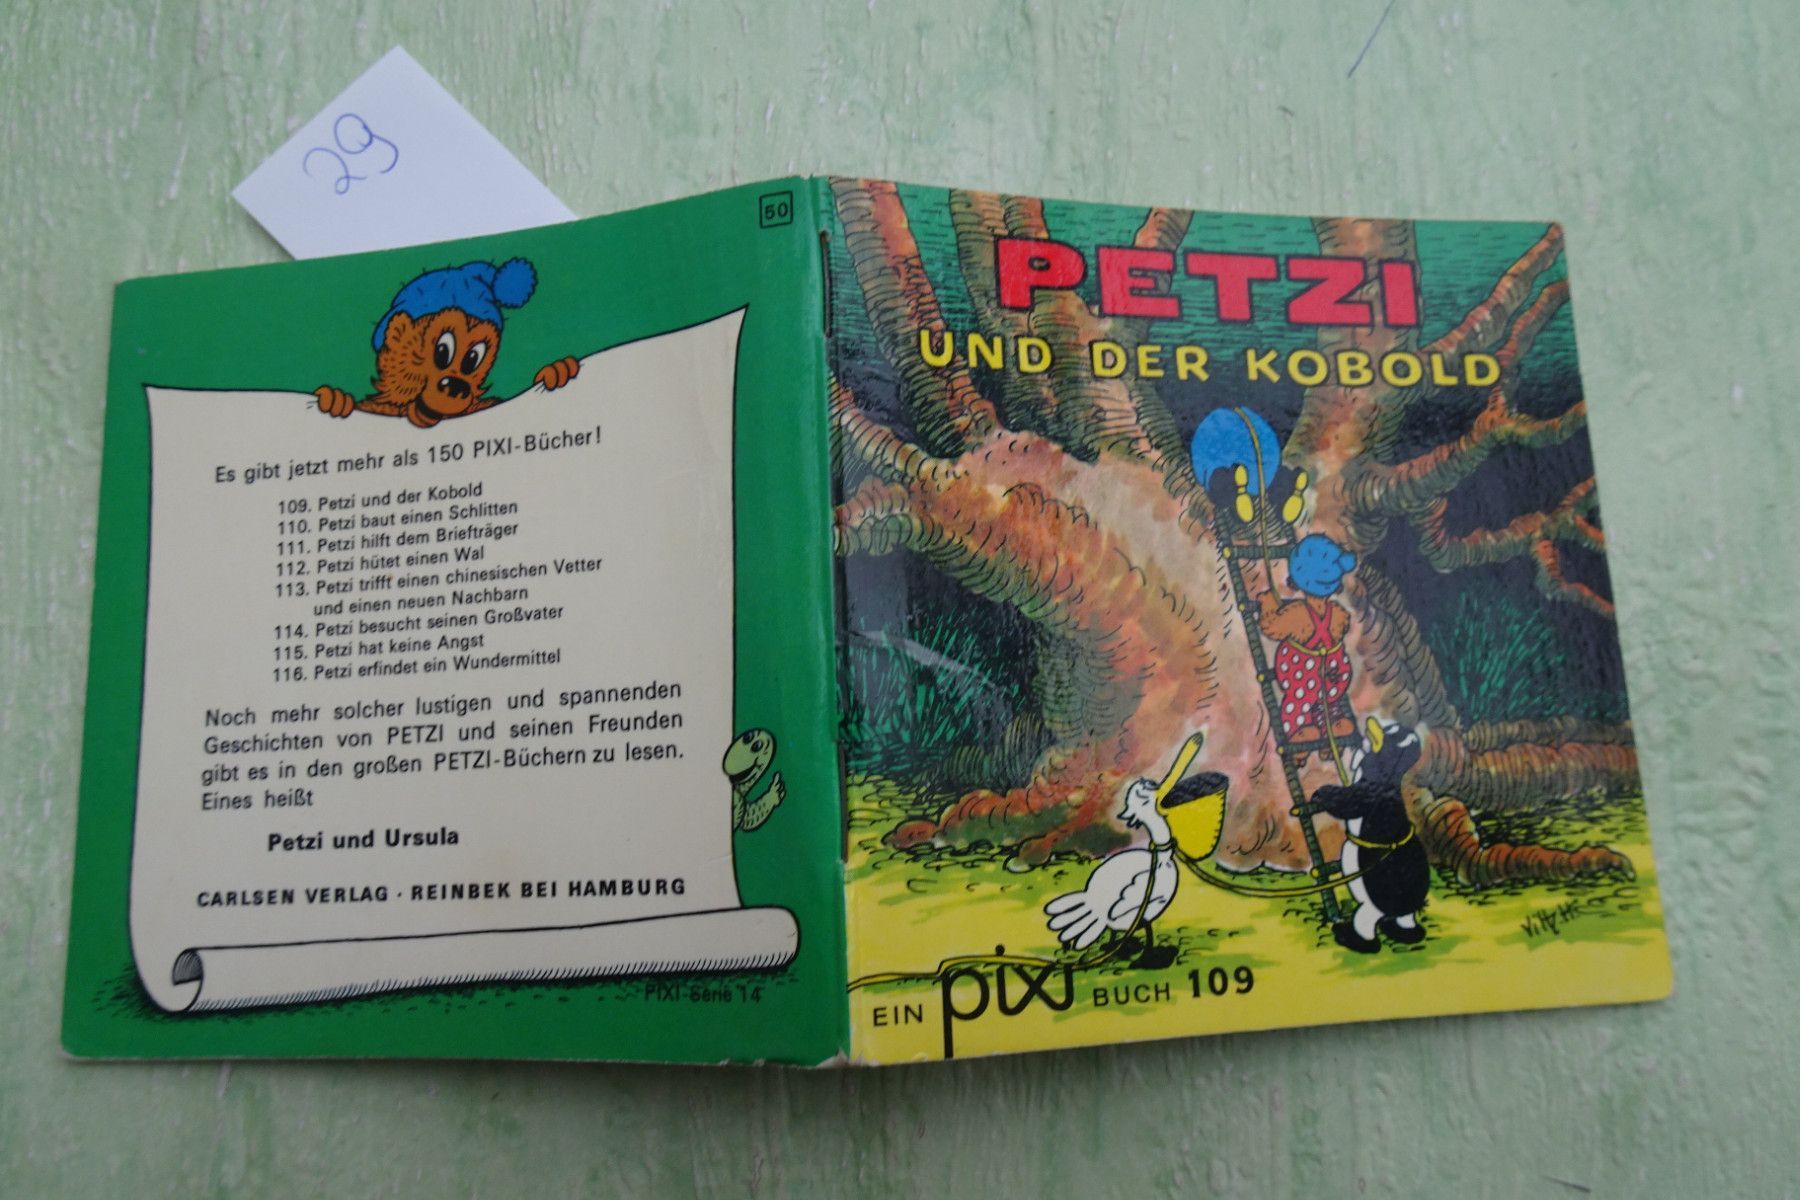 29
50
Es gibt jetzt mehr als 150 PIXI-Bücher!
109. Petzi und der Kobold
110. Petzi baut einen Schlitten
111. Petzi hilft dem Briefträger
112. Petzi hütet einen Wal
113. Petzi trifft einen chinesischen Vetter
und einen neuen Nachbarn
114. Petzi besucht seinen Großvater
115. Petzi hat keine Angst
116. Petzi erfindet ein Wundermittel
Noch mehr solcher lustigen und spannenden
Geschichten von PETZI und seinen Freunden
gibt es in den großen PETZI-Büchern zu lesen.
Eines heißt
Petzi und Ursula
CARLSEN VERLAG · REINBEK BEI HAMBURG
PIXI-Serie 14
PETZI
UND DER KOBOLD
EIN pixi BUCH 109